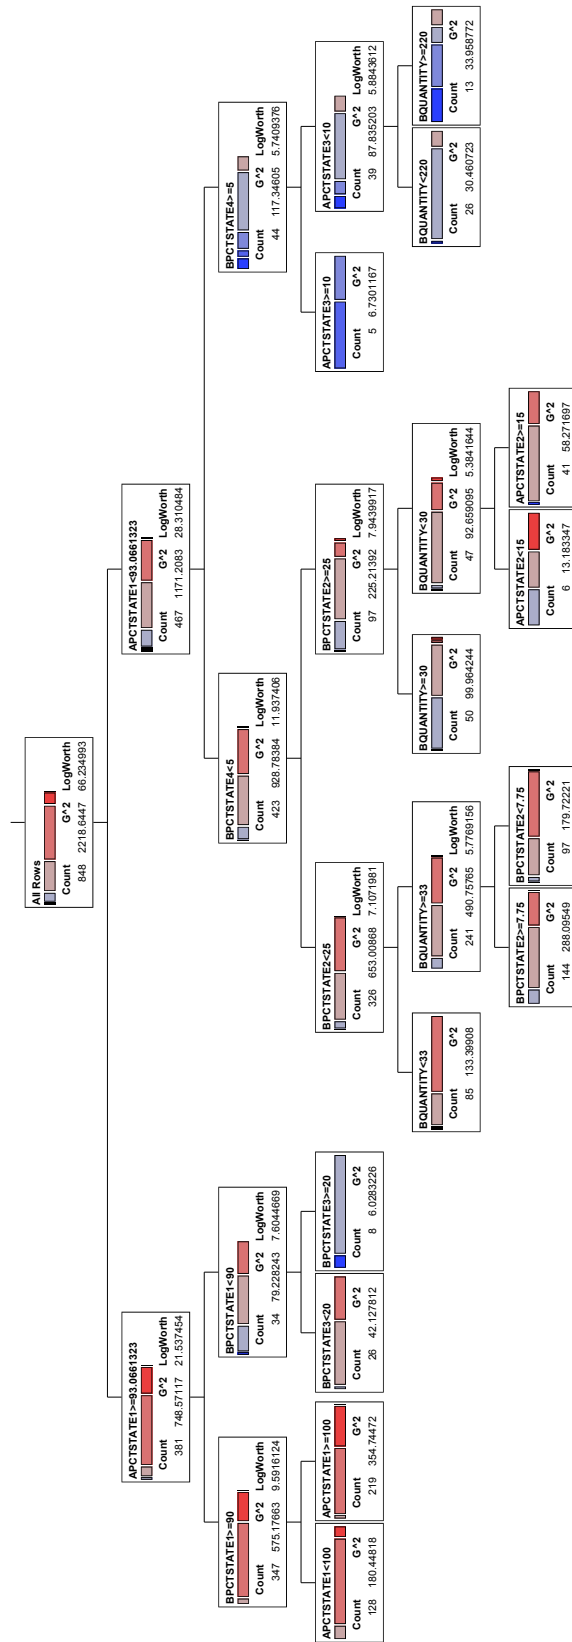 All Rows
Count G^2 LogWorth
848 2218.6447 66.234993
APCTSTATE1>=93.0661323
Count G^2 LogWorth
381 748.57117 21.537454
APCTSTATE1<93.0661323
Count G^2 LogWorth
467 1171.2083 28.310484
BPCTSTATE1>=90
Count G^2 LogWorth
347 575.17663 9.5916124
BPCTSTATE1<90
Count G^2 LogWorth
34 79.228243 7.6044669
BPCTSTATE4<5
Count G^2 LogWorth
423 928.78384 11.937406
BPCTSTATE4>=5
Count G^2 LogWorth
44 117.34605 5.7409376
APCTSTATE1<100
Count G^2
128 180.44818
APCTSTATE1>=100
Count G^2
219 354.74472
BPCTSTATE3<20
Count G^2
26 42.127812
BPCTSTATE3>=20
Count G^2
8 6.0283226
BPCTSTATE2<25
Count G^2 LogWorth
326 653.00868 7.1071981
BPCTSTATE2>=25
Count G^2 LogWorth
97 225.21392 7.9439917
APCTSTATE3>=10
Count G^2
5 6.7301167
APCTSTATE3<10
Count G^2 LogWorth
39 87.835203 5.8843612
BQUANTITY<33
Count G^2
85 133.39908
BQUANTITY>=33
Count G^2 LogWorth
241 490.75765 5.7769156
BQUANTITY>=30
Count G^2
50 99.964244
BQUANTITY<30
Count G^2 LogWorth
47 92.659095 5.3841644
BQUANTITY<220
Count G^2
26 30.460723
BQUANTITY>=220
Count G^2
13 33.958772
BPCTSTATE2>=7.75
Count G^2
144 288.09549
BPCTSTATE2<7.75
Count G^2
97 179.72221
APCTSTATE2<15
Count G^2
6 13.183347
APCTSTATE2>=15
Count G^2
41 58.271697